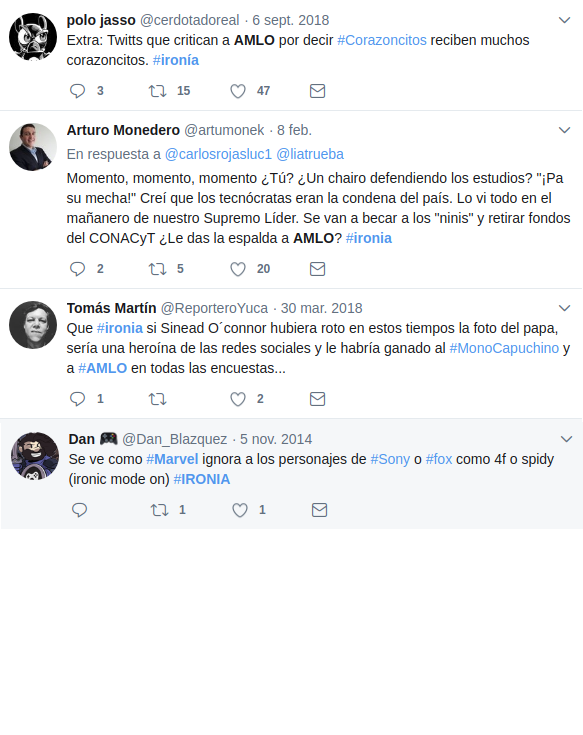 polo jasso @cerdotadoreal · 6 sept. 2018
Extra: Twitts que critican a AMLO por decir #Corazoncitos reciben muchos
corazoncitos. #ironía
3 15 47
Arturo Monedero @artumonek · 8 feb.
En respuesta a @carlosrojasluc1 @liatrueba
Momento, momento, momento ¿Tú? ¿Un chairo defendiendo los estudios? "¡Pa
su mecha!" Creí que los tecnócratas eran la condena del país. Lo vi todo en el
mañanero de nuestro Supremo Líder. Se van a becar a los "ninis" y retirar fondos
del CONACyT ¿Le das la espalda a AMLO? #ironia
2 5 20
Tomás Martín @ReporteroYuca · 30 mar. 2018
Que #ironia si Sinead O´connor hubiera roto en estos tiempos la foto del papa,
sería una heroína de las redes sociales y le habría ganado al #MonoCapuchino y
a #AMLO en todas las encuestas...
1 2
Dan 🎮 @Dan_Blazquez · 5 nov. 2014
Se ve como #Marvel ignora a los personajes de #Sony o #fox como 4f o spidy
(ironic mode on) #IRONIA
1 1